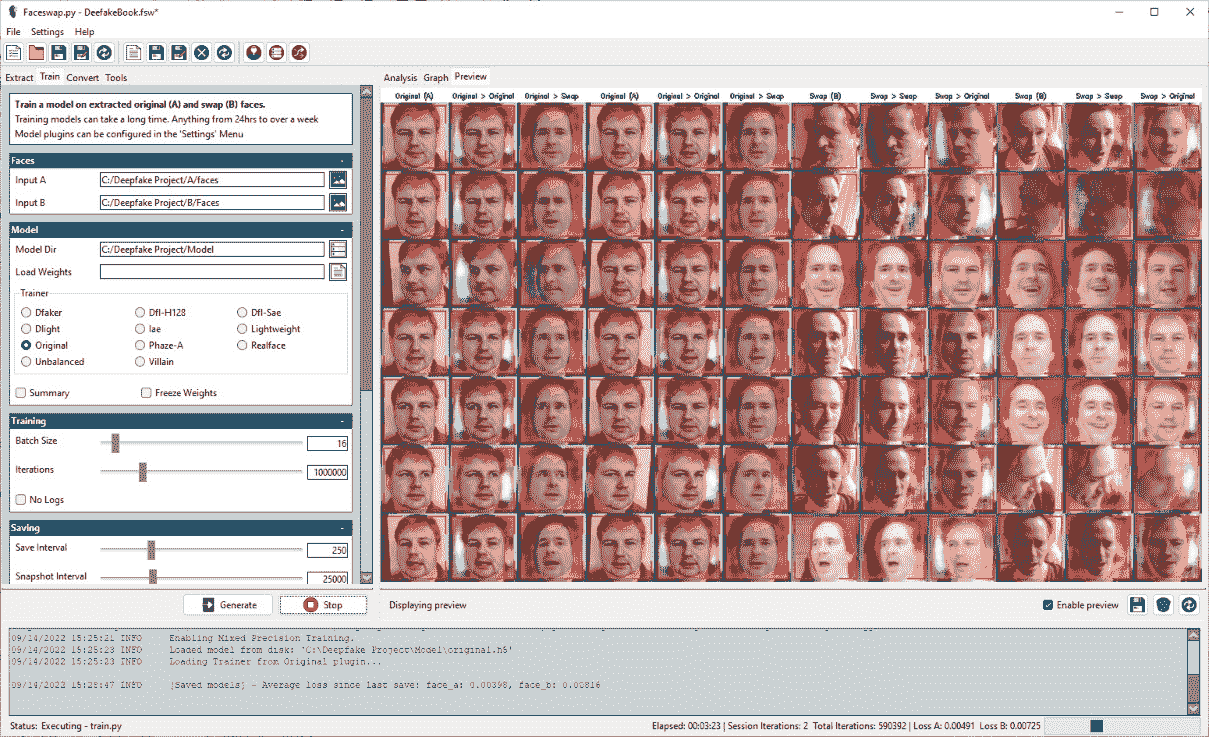 Faceswap.py - DeefakeBook.fsw*
File Settings Help
Extract Train Convert Tools
Train a model on extracted original (A) and swap (B) faces.
Training models can take a long time. Anything from 24hrs to over a week
Model plugins can be configured in the 'Settings' Menu
Faces -
Input A C:/Deepfake Project/A/faces
Input B C:/Deepfake Project/B/Faces
Model -
Model Dir C:/Deepfake Project/Model
Load Weights
Trainer
Dfaker Dfl-H128 Dfl-Sae
Dlight Iae Lightweight
Original Phaze-A Realface
Unbalanced Villain
Summary Freeze Weights
Training -
Batch Size 16
Iterations 1000000
No Logs
Saving -
Save Interval 250
Snapshot Interval 25000
Generate Stop
Analysis Graph Preview
Original (A) Original > Original Original > Swap Original (A) Original > Original Original > Swap Swap (B) Swap > Swap Swap > Original Swap (B) Swap > Swap Swap > Original
Displaying preview Enable preview
09/14/2022 15:25:21 INFO Enabling Mixed Precision Training.
09/14/2022 15:25:23 INFO Loaded model from disk: 'C:\Deepfake Project\Model\original.h5'
09/14/2022 15:25:23 INFO Loading Trainer from Original plugin...
09/14/2022 15:25:47 INFO [Saved models] - Average loss since last save: face_a: 0.00398, face_b: 0.00816
Status: Executing - train.py Elapsed: 00:03:23 | Session Iterations: 2 Total Iterations: 590392 | Loss A: 0.00491 Loss B: 0.00725